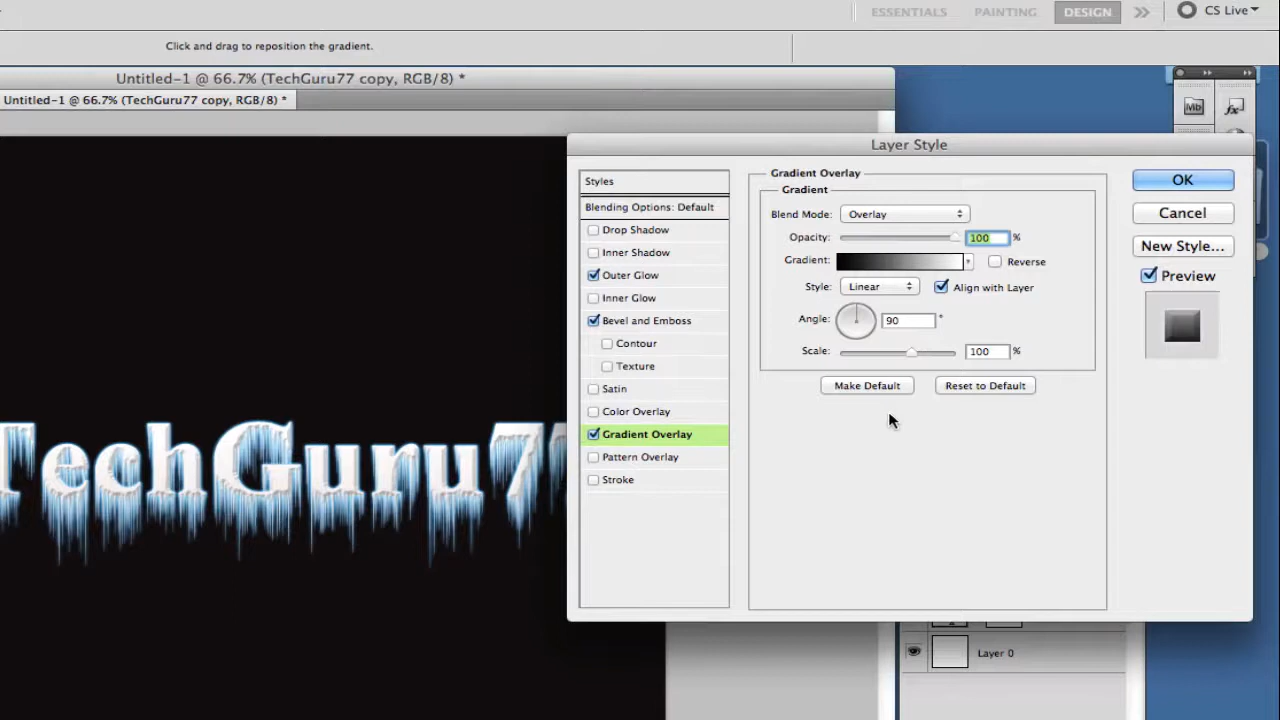 ESSENTIALS PAINTING DESIGN CS Live
Click and drag to reposition the gradient.
Untitled-1 @ 66.7% (TechGuru77 copy, RGB/8) *
Untitled-1 @ 66.7% (TechGuru77 copy, RGB/8) *
Mb fx
Layer Style
Styles
Blending Options: Default
Drop Shadow
Inner Shadow
Outer Glow
Inner Glow
Bevel and Emboss
Contour
Texture
Satin
Color Overlay
Gradient Overlay
Pattern Overlay
Stroke
Gradient Overlay
Gradient
Blend Mode: Overlay
Opacity: 100 %
Gradient: Reverse
Style: Linear Align with Layer
Angle: 90 °
Scale: 100 %
Make Default Reset to Default
OK
Cancel
New Style...
Preview
TechGuru77
Layer 0